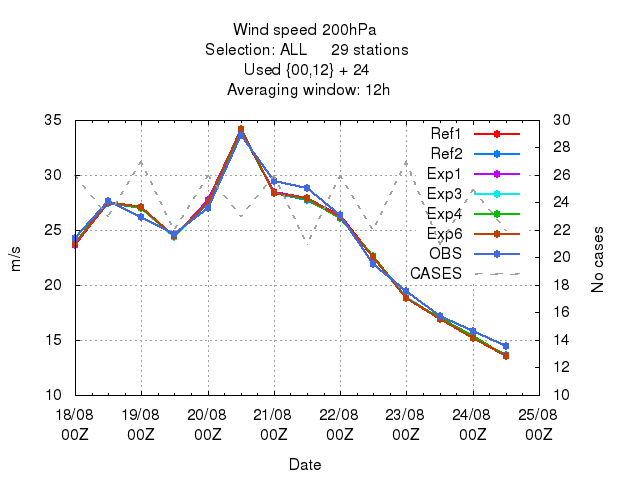 Wind speed 200hPa
Selection: ALL 29 stations
Used {00,12} + 24
Averaging window: 12h
35
30
25
20
15
10
m/s
30
28
26
24
22
20
18
16
14
12
10
No cases
Ref1
Ref2
Exp1
Exp3
Exp4
Exp6
OBS
CASES
18/08 19/08 20/08 21/08 22/08 23/08 24/08 25/08
00Z 00Z 00Z 00Z 00Z 00Z 00Z 00Z
Date